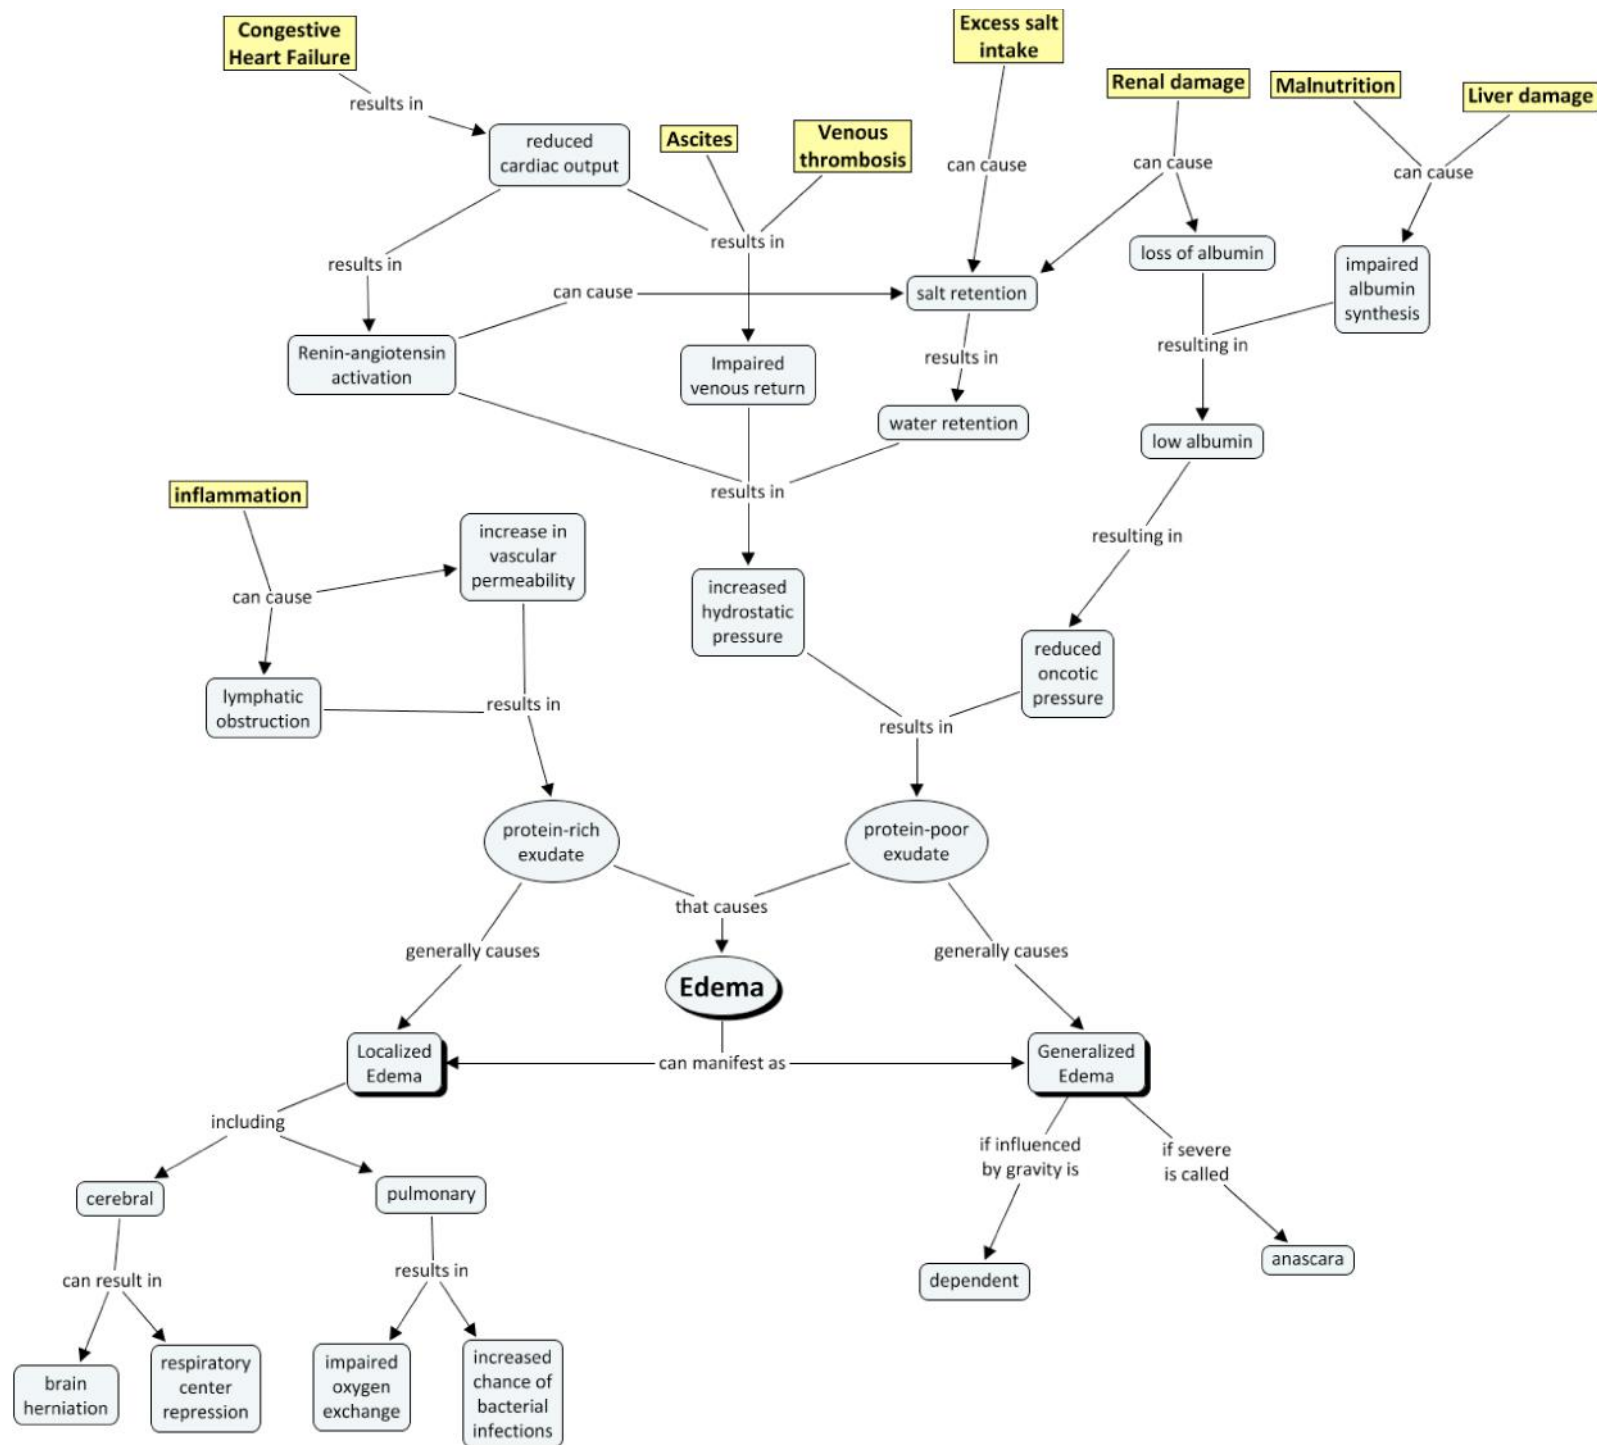 Congestive
Heart Failure
Excess salt
intake
Renal damage
Malnutrition
Liver damage
results in
reduced
cardiac output
Ascites
Venous
thrombosis
can cause
can cause
can cause
results in
results in
loss of albumin
impaired
albumin
synthesis
can cause
salt retention
Renin-angiotensin
activation
Impaired
venous return
results in
resulting in
water retention
low albumin
inflammation
results in
increase in
vascular
permeability
resulting in
can cause
increased
hydrostatic
pressure
reduced
oncotic
pressure
lymphatic
obstruction
results in
results in
protein-rich
exudate
protein-poor
exudate
that causes
generally causes
generally causes
Edema
Localized
Edema
can manifest as
Generalized
Edema
including
if influenced
by gravity is
if severe
is called
cerebral
pulmonary
dependent
anascara
can result in
results in
brain
herniation
respiratory
center
repression
impaired
oxygen
exchange
increased
chance of
bacterial
infections